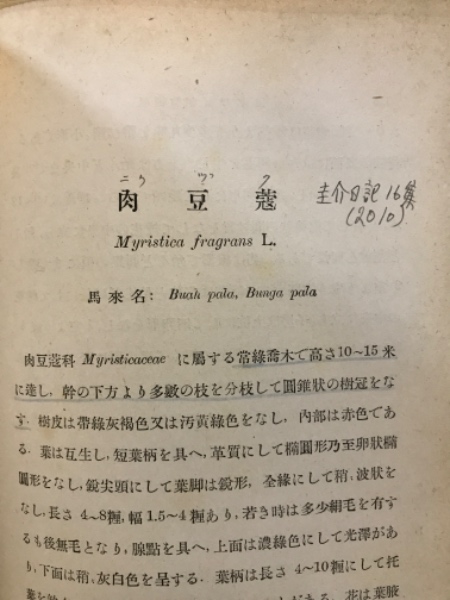 ニク ヅ ク
肉豆蔲
圭介日記16集
(2010)
Myristica fragrans L.
馬來名： Buah pala, Bunga pala
肉豆蔲科 Myristicaceae に屬する常綠喬木で高さ10~15米
に達し，幹の下方より多數の枝を分枝して圓錐狀の樹冠をな
す．樹皮は帶綠灰褐色又は汚黃綠色をなし，內部は赤色であ
る．葉は互生し，短葉柄を具へ，革質にして橢圓形乃至卵狀橢
圓形をなし，銳尖頭にして葉脚は銳形，全緣にして稍，波狀を
なし，長さ 4~8糎，幅 1.5~4糎あり，若き時は多少絹毛を有す
るも後無毛となり，腺點を具へ，上面は濃綠色にして光澤があ
り，下面は稍，灰白色を呈する．葉柄は長さ 4~10糎にして托
花は葉腋